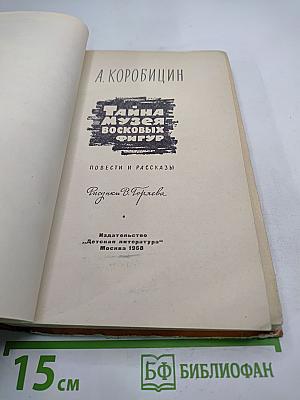 А. КОРОБИЦИН
ТАЙНА
МУЗЕЯ
ВОСКОВЫХ
ФИГУР
ПОВЕСТИ И РАССКАЗЫ
Рисунки В. Горяева
Издательство
„Детская литература“
Москва 1968
15 см
БФ БИБЛИОФАН